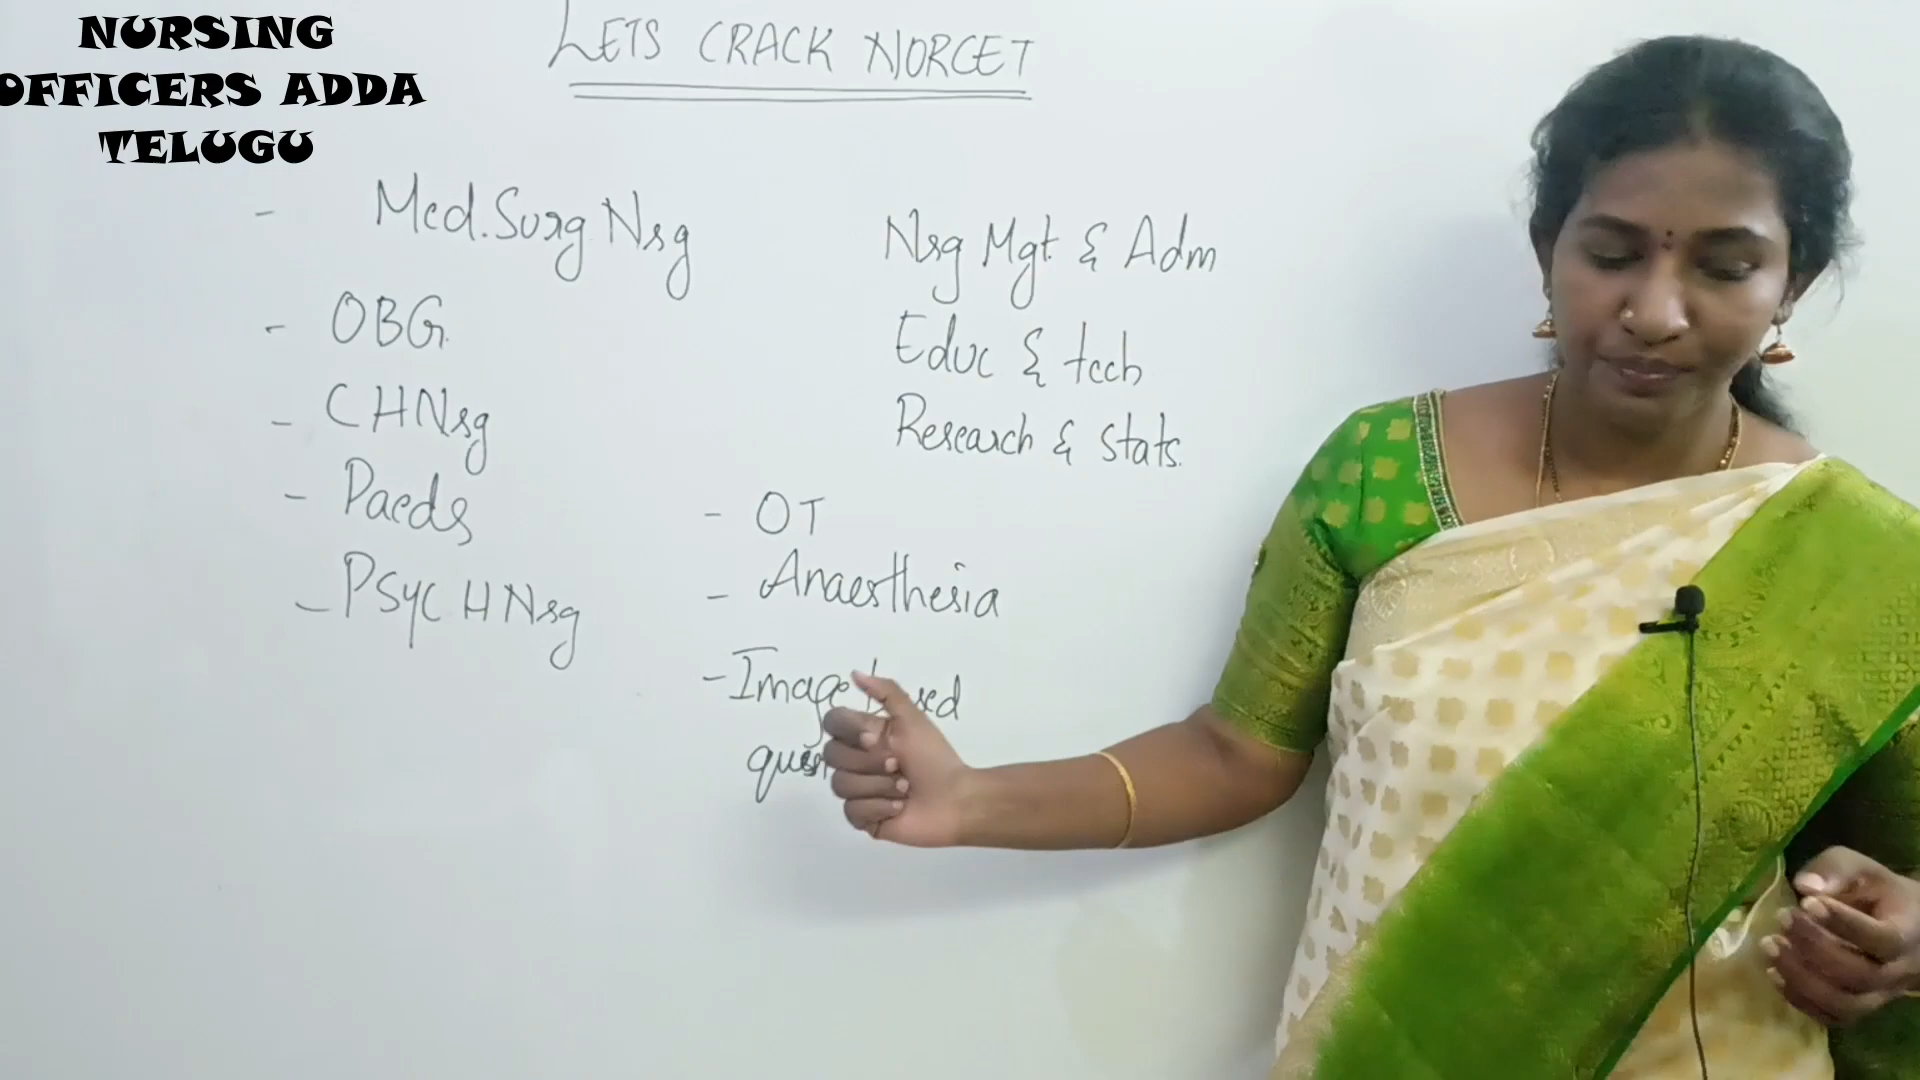 NURSING
OFFICERS ADDA
TELUGU
LETS CRACK NORCET
- Med.Surg Nsg
- OBG.
- CHNsg
- Paeds
- PSYC H Nsg
Nsg Mgt & Adm
Educ & tech
Research & stats.
- OT
- Anaesthesia
- Image